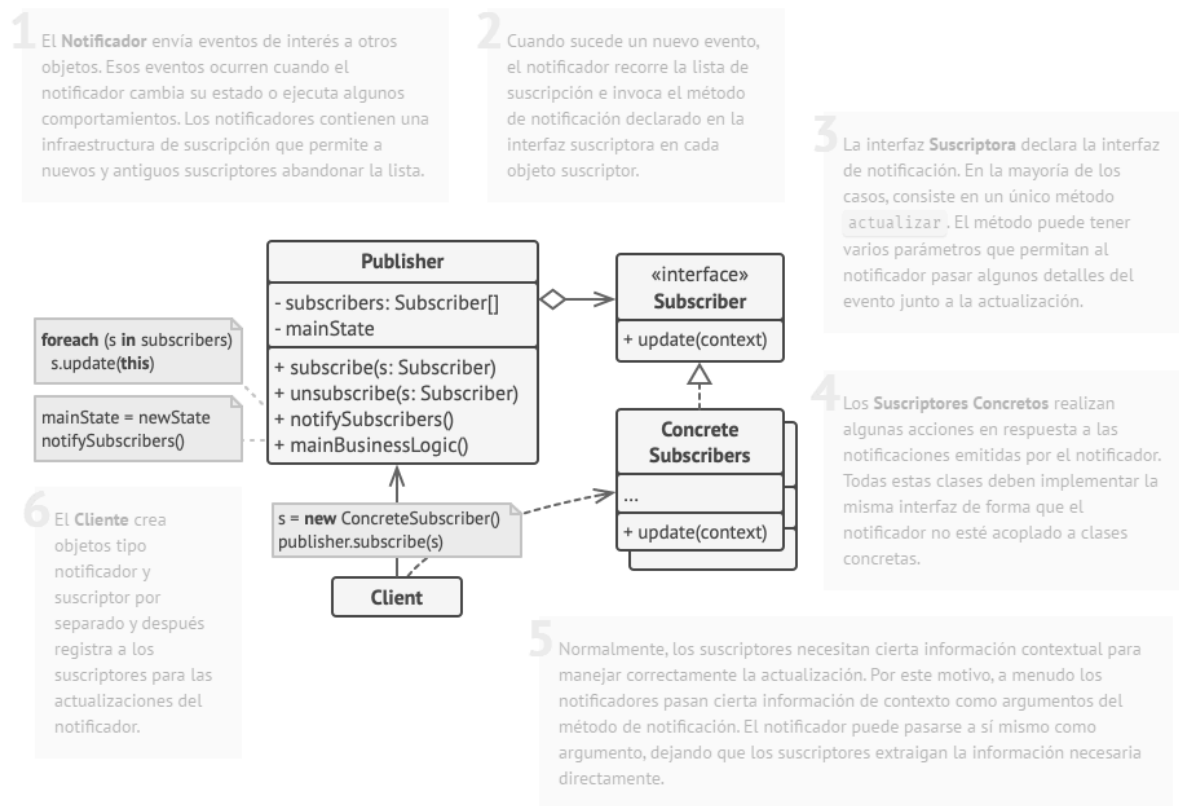 1
El Notificador envía eventos de interés a otros
objetos. Esos eventos ocurren cuando el
notificador cambia su estado o ejecuta algunos
comportamientos. Los notificadores contienen una
infraestructura de suscripción que permite a
nuevos y antiguos suscriptores abandonar la lista.
2
Cuando sucede un nuevo evento,
el notificador recorre la lista de
suscripción e invoca el método
de notificación declarado en la
interfaz suscriptora en cada
objeto suscriptor.
3
La interfaz Suscriptora declara la interfaz
de notificación. En la mayoría de los
casos, consiste en un único método
actualizar. El método puede tener
varios parámetros que permitan al
notificador pasar algunos detalles del
evento junto a la actualización.
Publisher
- subscribers: Subscriber[]
- mainState
+ subscribe(s: Subscriber)
+ unsubscribe(s: Subscriber)
+ notifySubscribers()
+ mainBusinessLogic()
«interface»
Subscriber
+ update(context)
foreach (s in subscribers)
s.update(this)
mainState = newState
notifySubscribers()
4
Los Suscriptores Concretos realizan
algunas acciones en respuesta a las
notificaciones emitidas por el notificador.
Todas estas clases deben implementar la
misma interfaz de forma que el
notificador no esté acoplado a clases
concretas.
Concrete
Subscribers
...
+ update(context)
s = new ConcreteSubscriber()
publisher.subscribe(s)
Client
6
El Cliente crea
objetos tipo
notificador y
suscriptor por
separado y después
registra a los
suscriptores para las
actualizaciones del
notificador.
5
Normalmente, los suscriptores necesitan cierta información contextual para
manejar correctamente la actualización. Por este motivo, a menudo los
notificadores pasan cierta información de contexto como argumentos del
método de notificación. El notificador puede pasarse a sí mismo como
argumento, dejando que los suscriptores extraigan la información necesaria
directamente.